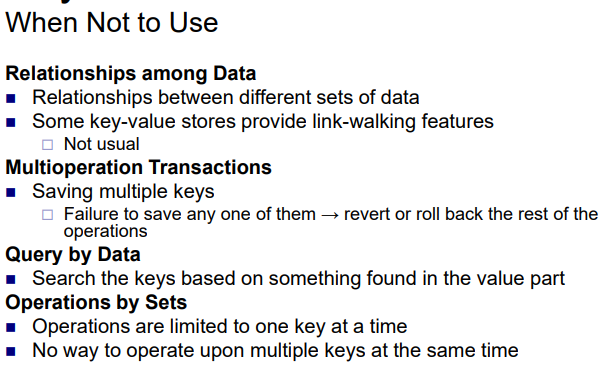 When Not to Use
Relationships among Data
■ Relationships between different sets of data
■ Some key-value stores provide link-walking features
□ Not usual
Multioperation Transactions
■ Saving multiple keys
□ Failure to save any one of them → revert or roll back the rest of the
operations
Query by Data
■ Search the keys based on something found in the value part
Operations by Sets
■ Operations are limited to one key at a time
■ No way to operate upon multiple keys at the same time